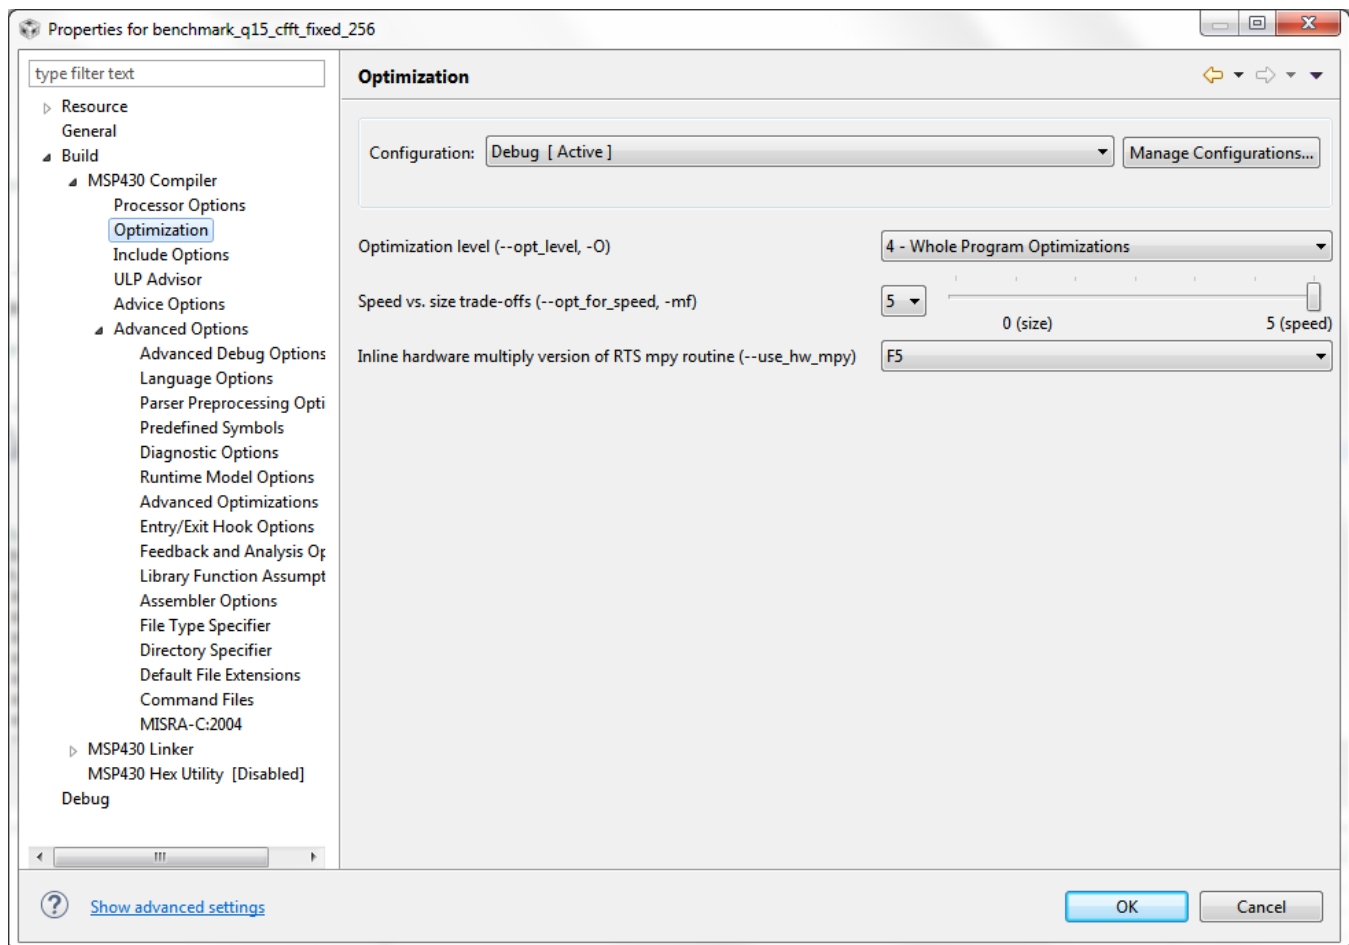 Properties for benchmark_q15_cfft_fixed_256
type filter text
Resource
General
Build
MSP430 Compiler
Processor Options
Optimization
Include Options
ULP Advisor
Advice Options
Advanced Options
Advanced Debug Options
Language Options
Parser Preprocessing Opti
Predefined Symbols
Diagnostic Options
Runtime Model Options
Advanced Optimizations
Entry/Exit Hook Options
Feedback and Analysis Op
Library Function Assumpt
Assembler Options
File Type Specifier
Directory Specifier
Default File Extensions
Command Files
MISRA-C:2004
MSP430 Linker
MSP430 Hex Utility [Disabled]
Debug
Optimization
Configuration: Debug [ Active ] Manage Configurations...
Optimization level (--opt_level, -O) 4 - Whole Program Optimizations
Speed vs. size trade-offs (--opt_for_speed, -mf) 5
0 (size) 5 (speed)
Inline hardware multiply version of RTS mpy routine (--use_hw_mpy) F5
? Show advanced settings OK Cancel